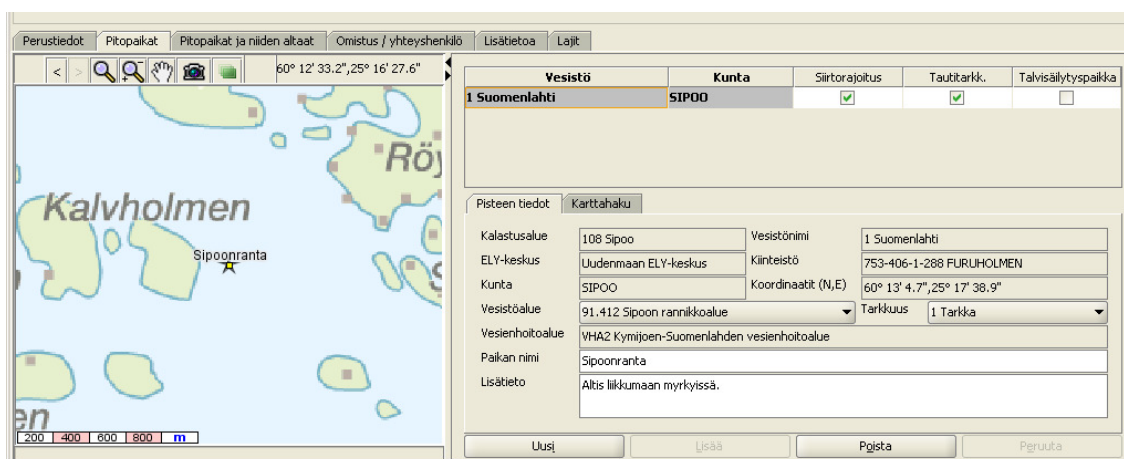 Perustiedot Pitopaikat Pitopaikat ja niiden altaat Omistus / yhteyshenkilö Lisätietoa Lajit
< > 60° 12' 33.2",25° 16' 27.6"
Vesistö Kunta Siirtorajoitus Tautitarkk. Talvisäilytyspaikka
1 Suomenlahti SIPOO
Röy
Kalvholmen
Sipoonranta
S
en
200 400 600 800 m
Pisteen tiedot Karttahaku
Kalastusalue 108 Sipoo Vesistönimi 1 Suomenlahti
ELY-keskus Uudenmaan ELY-keskus Kiinteistö 753-406-1-288 FURUHOLMEN
Kunta SIPOO Koordinaatit (N,E) 60° 13' 4.7",25° 17' 38.9"
Vesistöalue 91.412 Sipoon rannikkoalue Tarkkuus 1 Tarkka
Vesienhoitoalue VHA2 Kymijoen-Suomenlahden vesienhoitoalue
Paikan nimi Sipoonranta
Lisätieto Altis liikkumaan myrkyissä.
Uusi Lisää Poista Peruuta